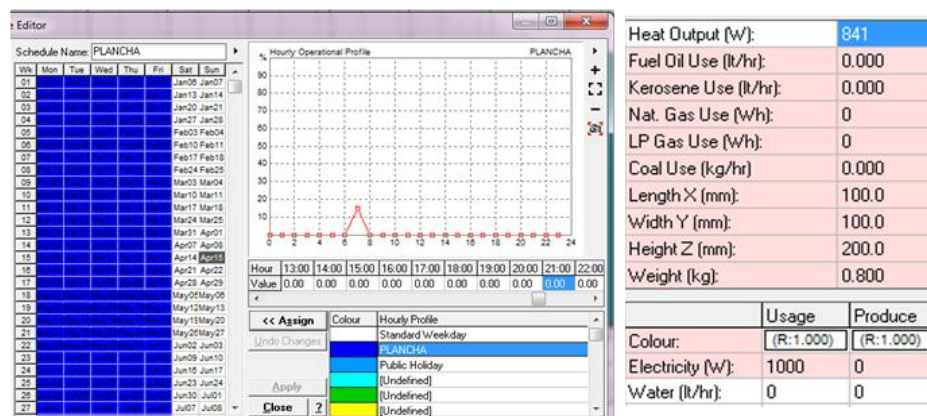 e Editor
Schedule Name: PLANCHA
Wk Mon Tue Wed Thu Fri Sat Sun
01 Jan06 Jan07
02 Jan13 Jan14
03 Jan20 Jan21
04 Jan27 Jan28
05 Feb03 Feb04
06 Feb10 Feb11
07 Feb17 Feb18
08 Feb24 Feb25
09 Mar03 Mar04
10 Mar10 Mar11
11 Mar17 Mar18
12 Mar24 Mar25
13 Mar31 Apr01
14 Apr07 Apr08
15 Apr14 Apr15
16 Apr21 Apr22
17 Apr28 Apr29
18 May05 May06
19 May12 May13
20 May19 May20
21 May26 May27
22 Jun02 Jun03
23 Jun09 Jun10
24 Jun16 Jun17
25 Jun23 Jun24
26 Jun30 Jul01
27 Jul07 Jul08
% Hourly Operational Profile PLANCHA
90
80
70
60
50
40
30
20
10
0 2 4 6 8 10 12 14 16 18 20 22 24
Hour 13:00 14:00 15:00 16:00 17:00 18:00 19:00 20:00 21:00 22:00
Value 0.00 0.00 0.00 0.00 0.00 0.00 0.00 0.00 0.00 0.00
<< Assign
Undo Changes
Apply
Close ?
Colour Hourly Profile
Standard Weekday
PLANCHA
Public Holiday
[Undefined]
[Undefined]
[Undefined]
Heat Output (W): 841
Fuel Oil Use (lt/hr): 0.000
Kerosene Use (lt/hr): 0.000
Nat. Gas Use (Wh): 0
LP Gas Use (Wh): 0
Coal Use (kg/hr) 0.000
Length X (mm): 100.0
Width Y (mm): 100.0
Height Z (mm): 200.0
Weight (kg): 0.800
Usage Produce
Colour: (R:1.000) (R:1.000)
Electricity (W): 1000 0
Water (lt/hr): 0 0